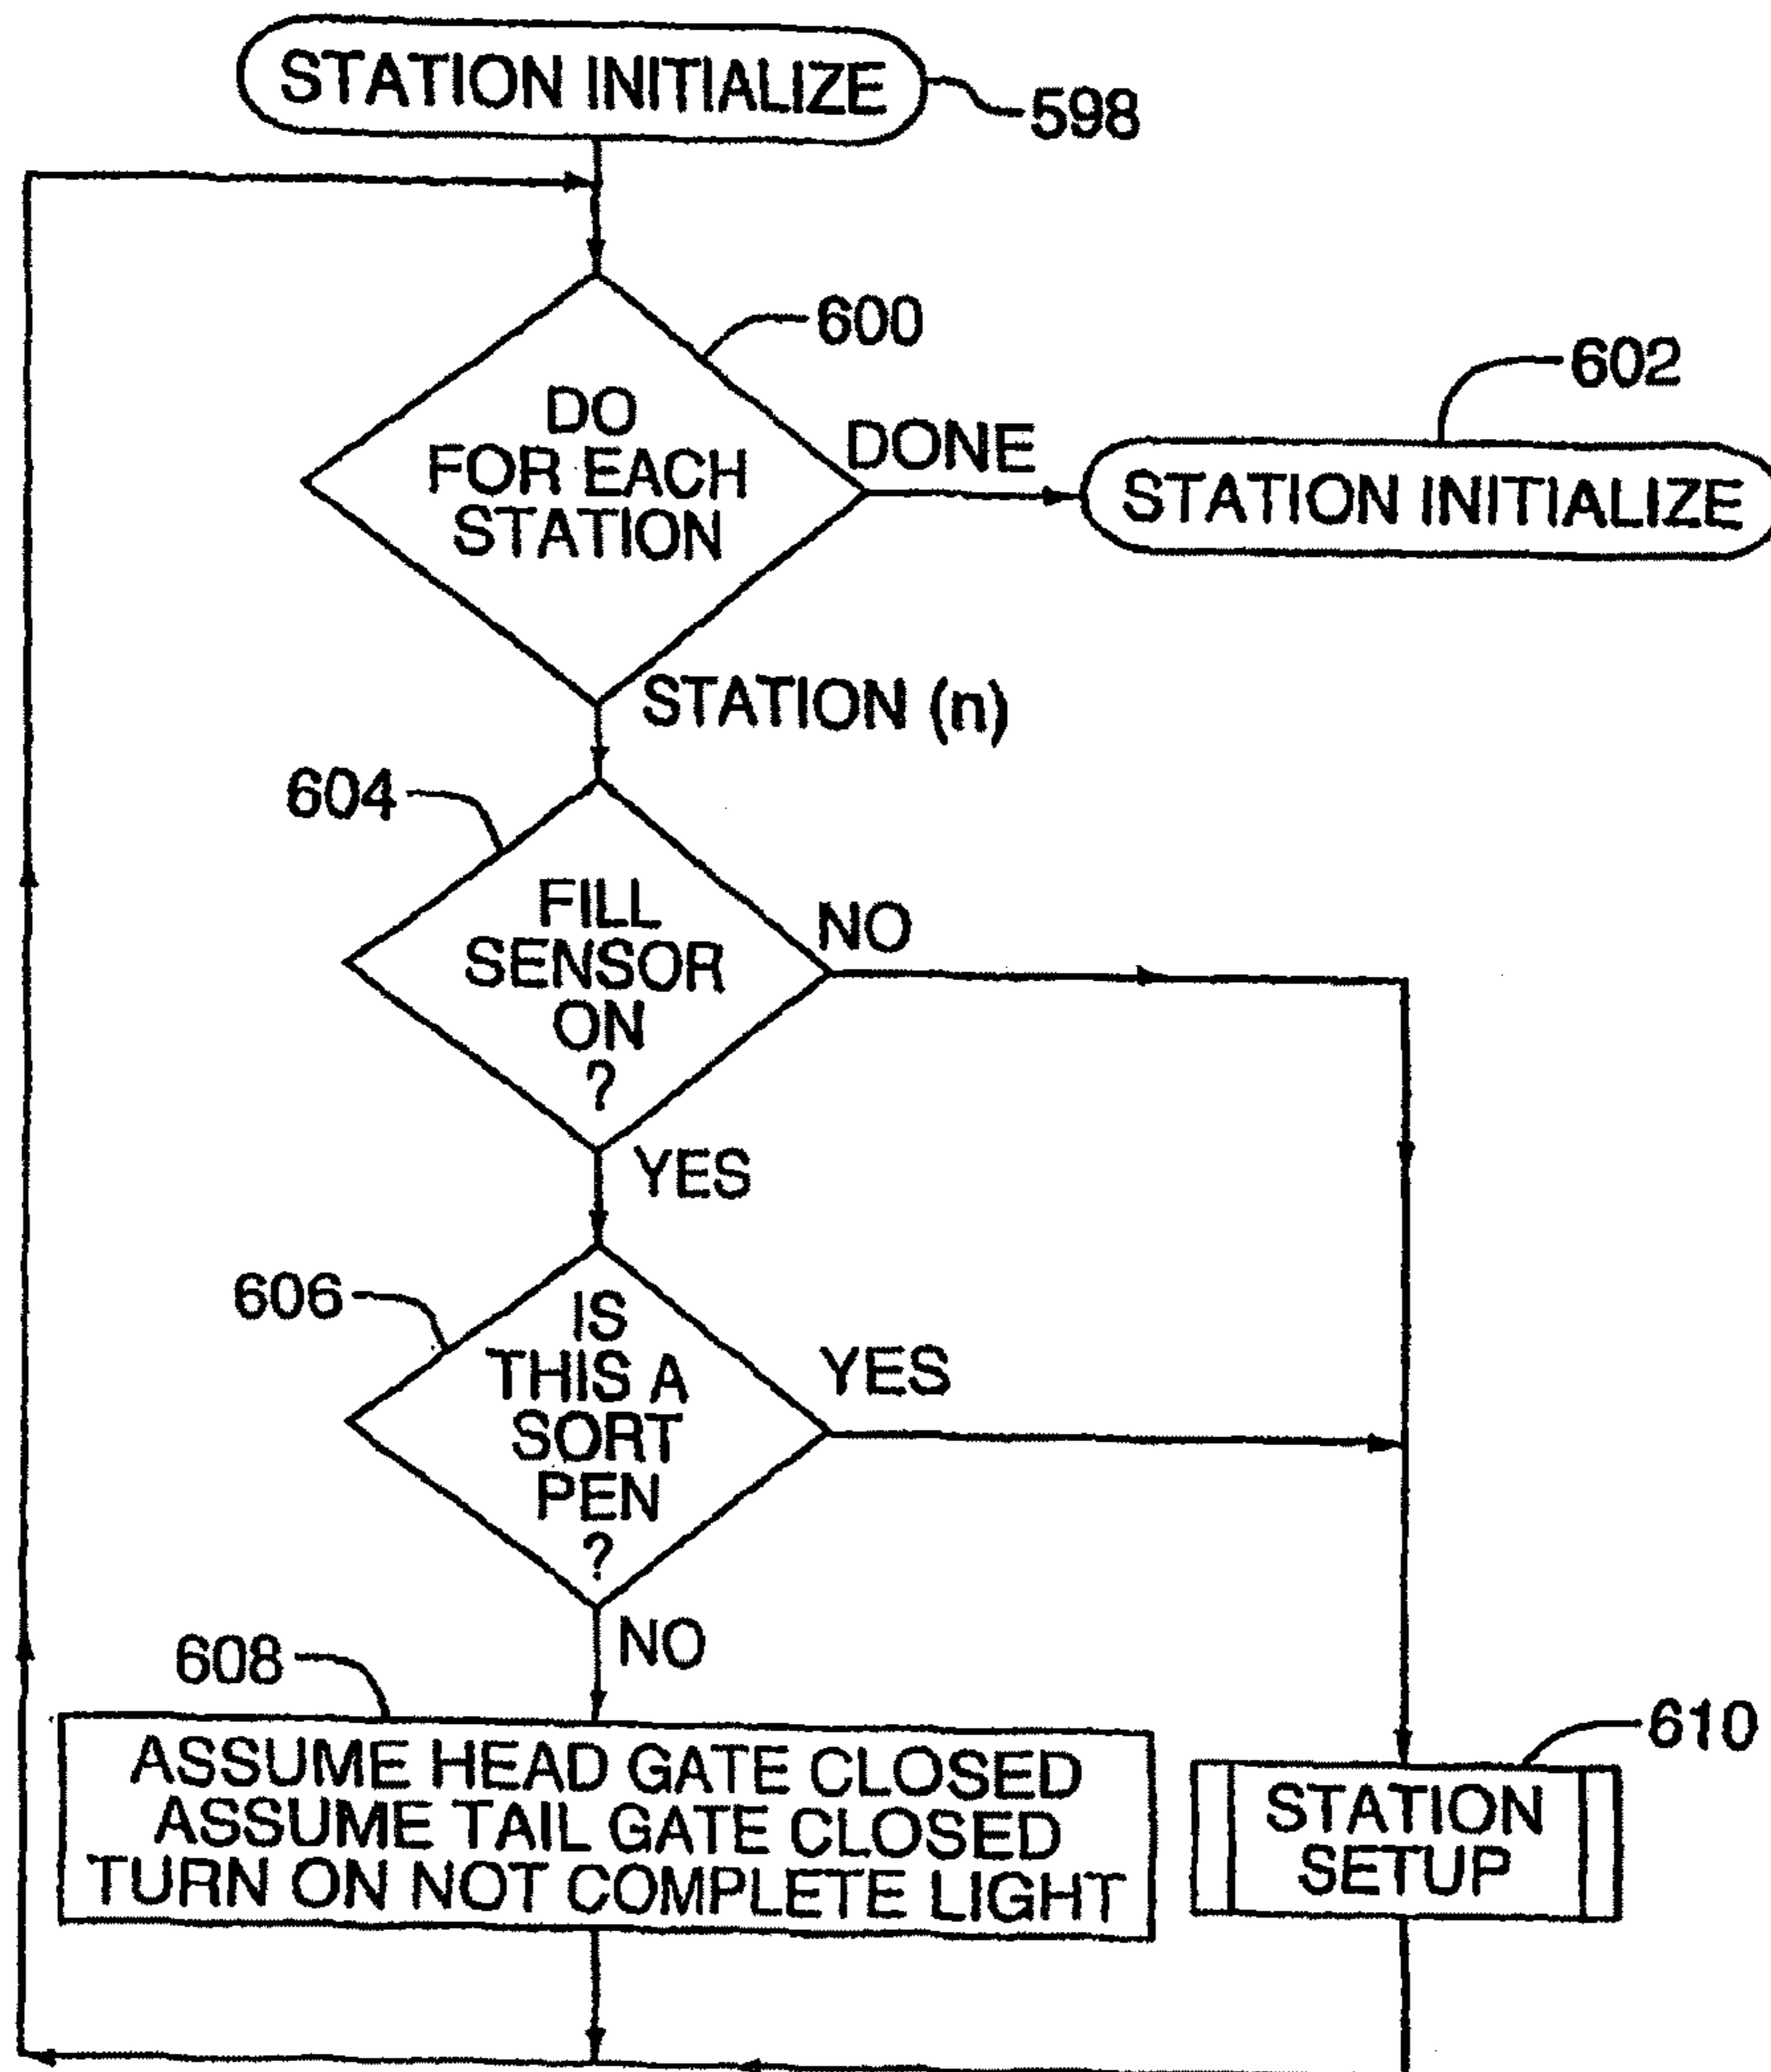 STATION INITIALIZE
598
600
DO
FOR EACH
STATION
DONE
602
STATION INITIALIZE
STATION (n)
604
FILL
SENSOR
ON
?
NO
YES
606
IS
THIS A
SORT
PEN
?
YES
NO
608
ASSUME HEAD GATE CLOSED
ASSUME TAIL GATE CLOSED
TURN ON NOT COMPLETE LIGHT
610
STATION
SETUP